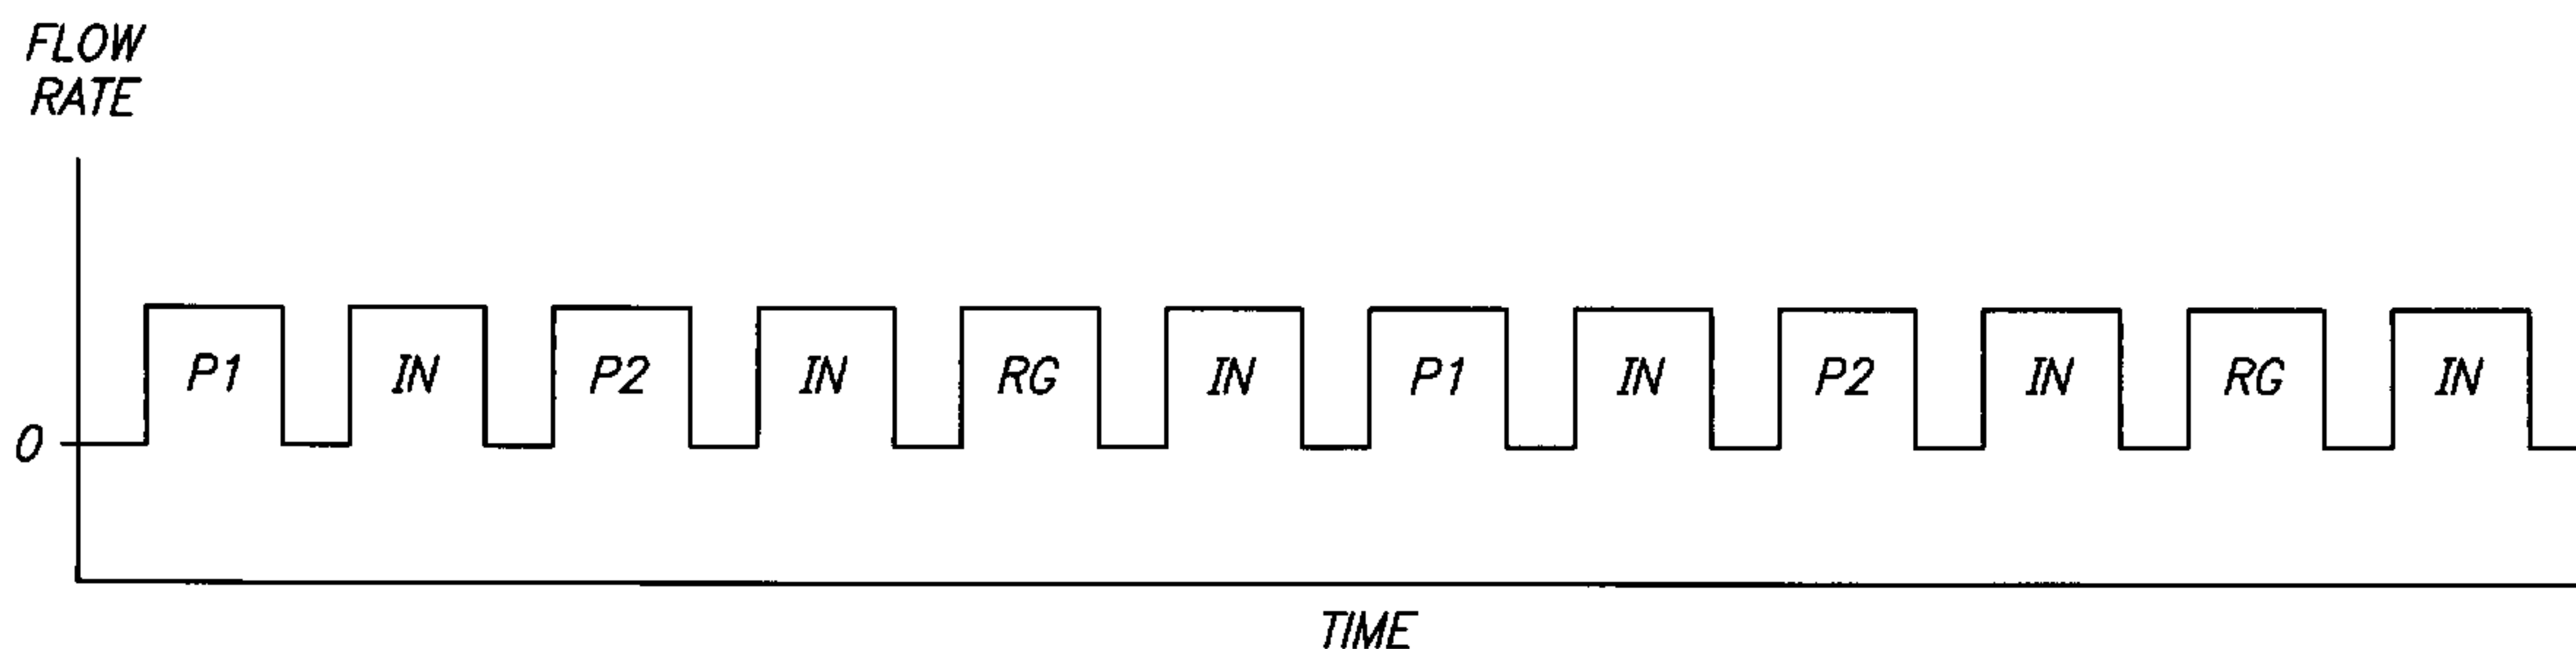 FLOW
RATE
P1 IN P2 IN RG IN P1 IN P2 IN RG IN
0
TIME